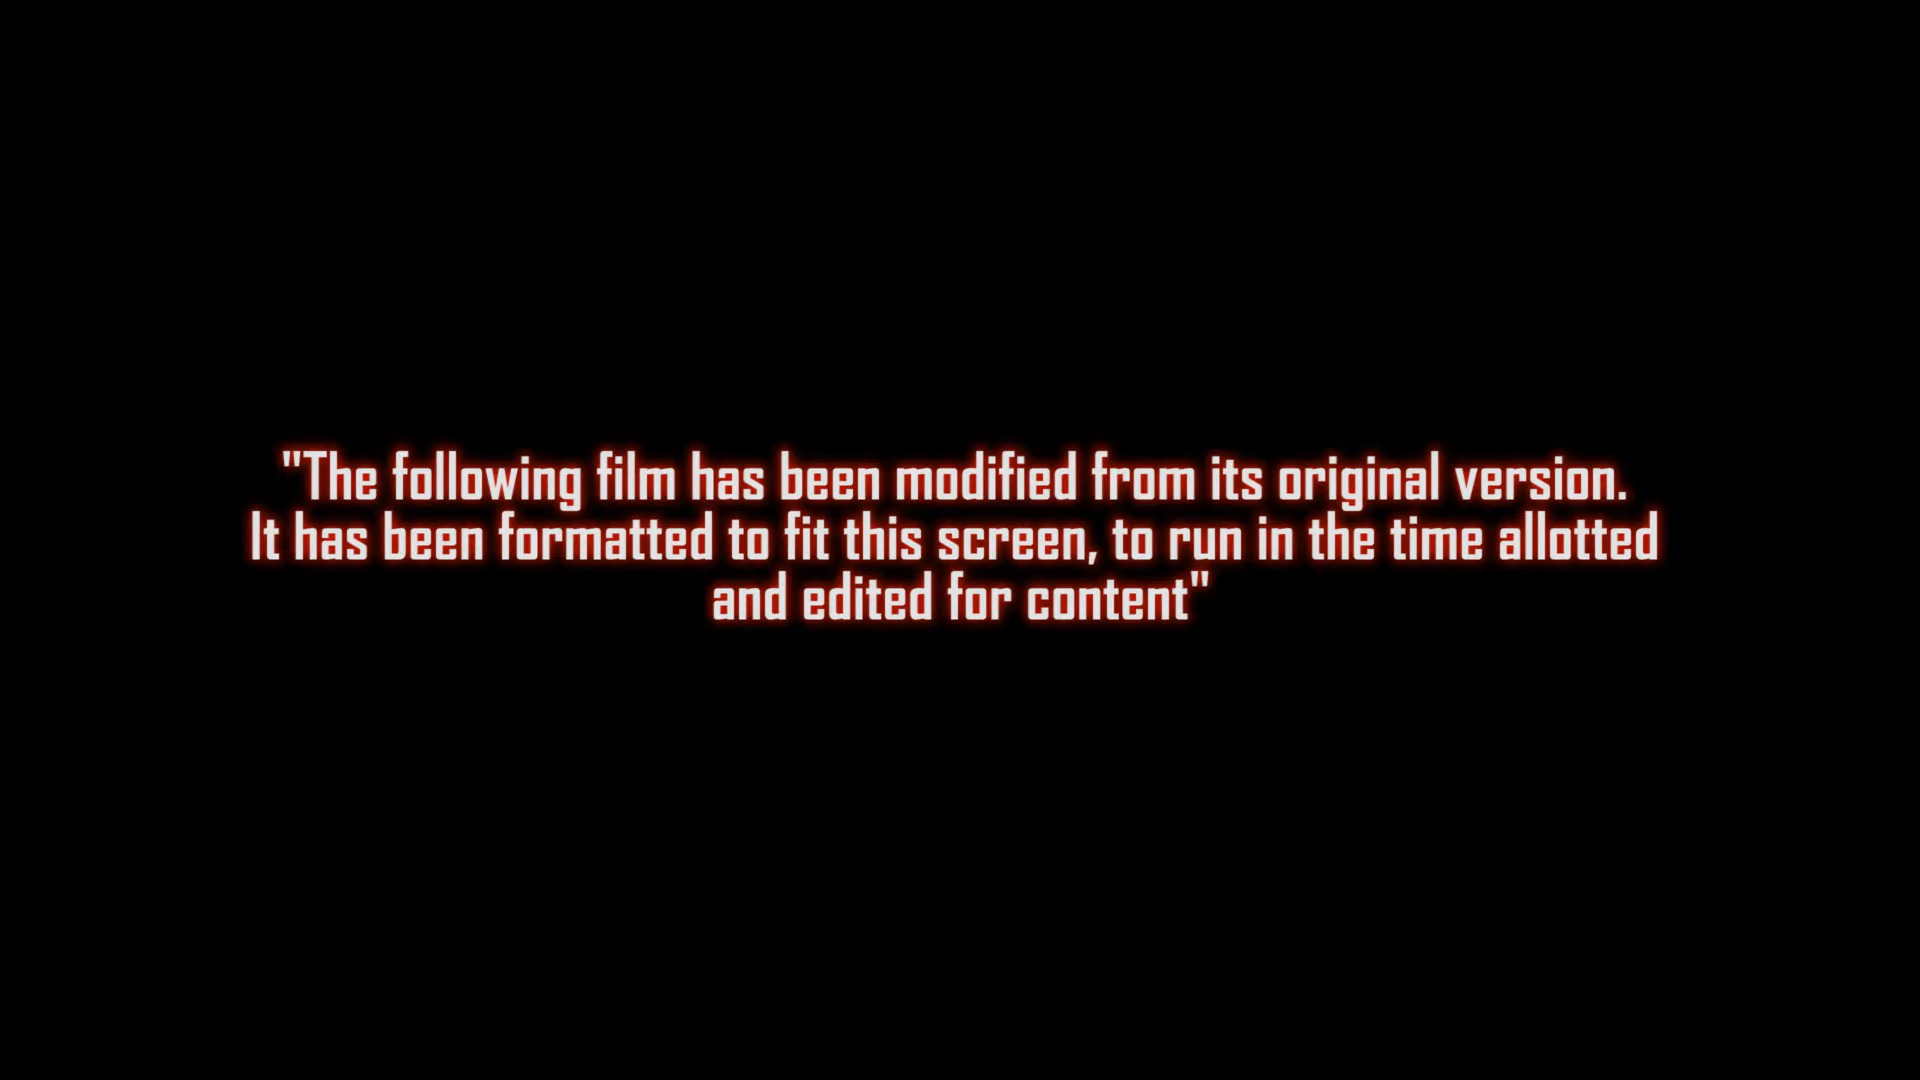 "The following film has been modified from its original version.
It has been formatted to fit this screen, to run in the time allotted
and edited for content"